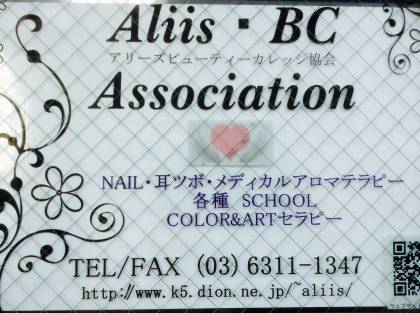 Aliis・BC
アリーズビューティーカレッジ協会
Association
NAIL・耳ツボ・メディカルアロマテラピー
各種 SCHOOL
COLOR&ARTセラピー
TEL/FAX (03) 6311-1347
http://www.k5.dion.ne.jp/~aliis/